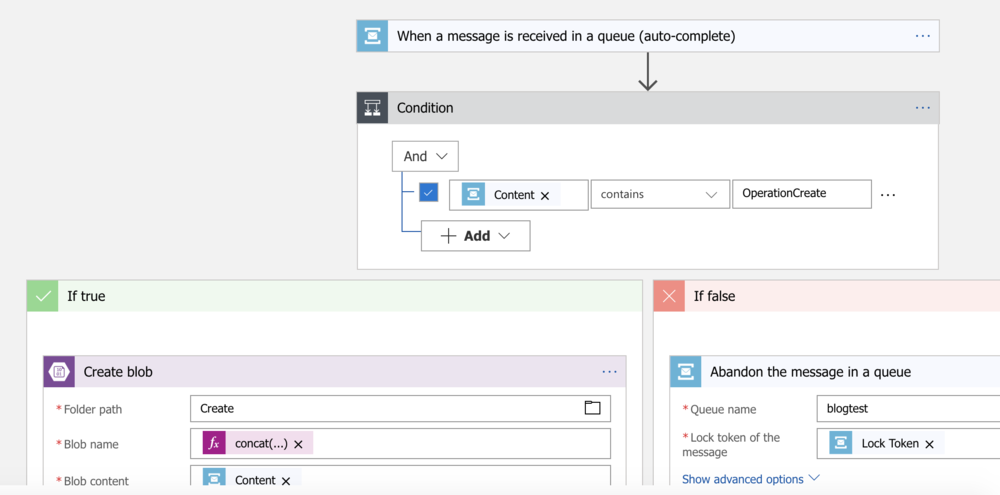 When a message is received in a queue (auto-complete)
Condition
And
Content
contains
OperationCreate
Add
If true
If false
Create blob
* Folder path
Create
* Blob name
fx concat(...)
* Blob content
Content
Abandon the message in a queue
* Queue name
blogtest
* Lock token of the
message
Lock Token
Show advanced options